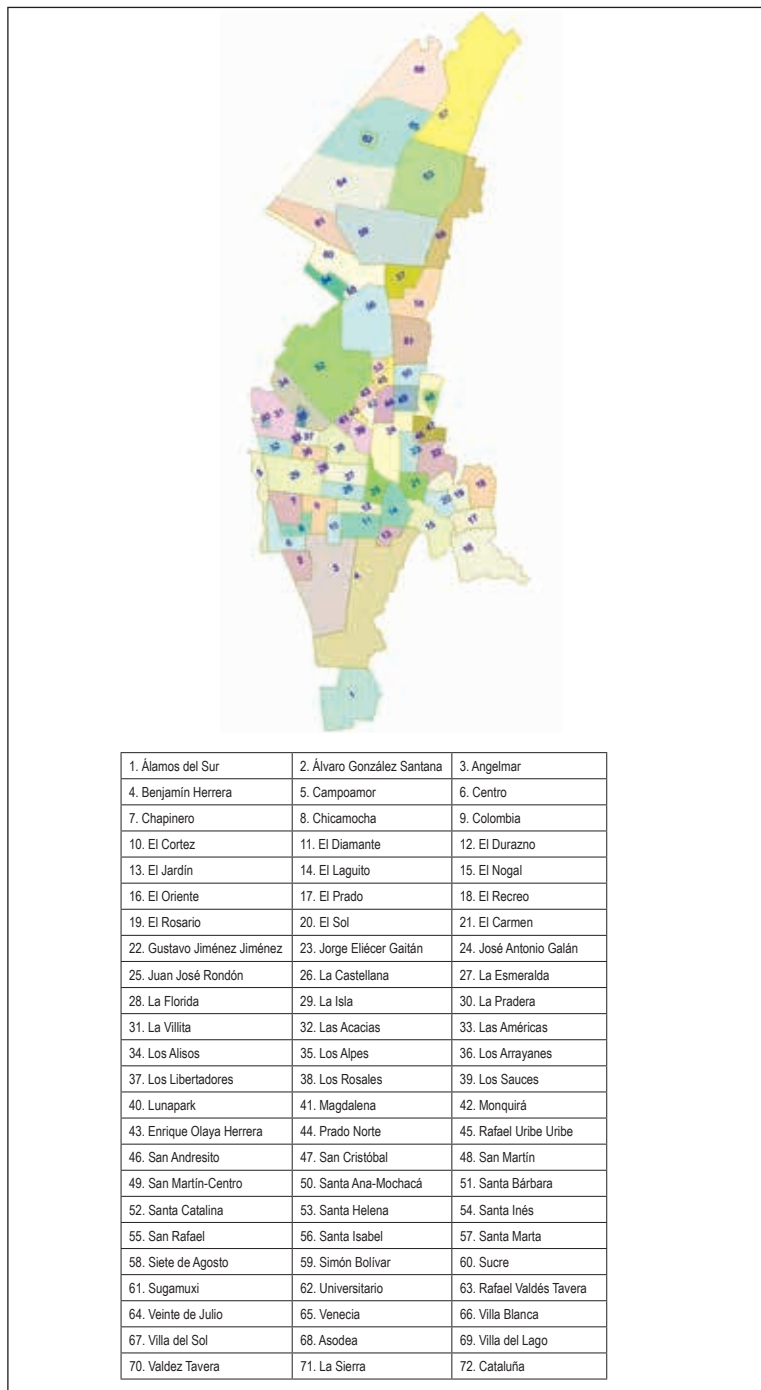 1. Álamos del Sur 2. Álvaro González Santana 3. Angelmar
4. Benjamín Herrera 5. Campoamor 6. Centro
7. Chapinero 8. Chicamocha 9. Colombia
10. El Cortez 11. El Diamante 12. El Durazno
13. El Jardín 14. El Laguito 15. El Nogal
16. El Oriente 17. El Prado 18. El Recreo
19. El Rosario 20. El Sol 21. El Carmen
22. Gustavo Jiménez Jiménez 23. Jorge Eliécer Gaitán 24. José Antonio Galán
25. Juan José Rondón 26. La Castellana 27. La Esmeralda
28. La Florida 29. La Isla 30. La Pradera
31. La Villita 32. Las Acacias 33. Las Américas
34. Los Alisos 35. Los Alpes 36. Los Arrayanes
37. Los Libertadores 38. Los Rosales 39. Los Sauces
40. Lunapark 41. Magdalena 42. Monquirá
43. Enrique Olaya Herrera 44. Prado Norte 45. Rafael Uribe Uribe
46. San Andresito 47. San Cristóbal 48. San Martín
49. San Martín-Centro 50. Santa Ana-Mochacá 51. Santa Bárbara
52. Santa Catalina 53. Santa Helena 54. Santa Inés
55. San Rafael 56. Santa Isabel 57. Santa Marta
58. Siete de Agosto 59. Simón Bolívar 60. Sucre
61. Sugamuxi 62. Universitario 63. Rafael Valdés Tavera
64. Veinte de Julio 65. Venecia 66. Villa Blanca
67. Villa del Sol 68. Asodea 69. Villa del Lago
70. Valdez Tavera 71. La Sierra 72. Cataluña